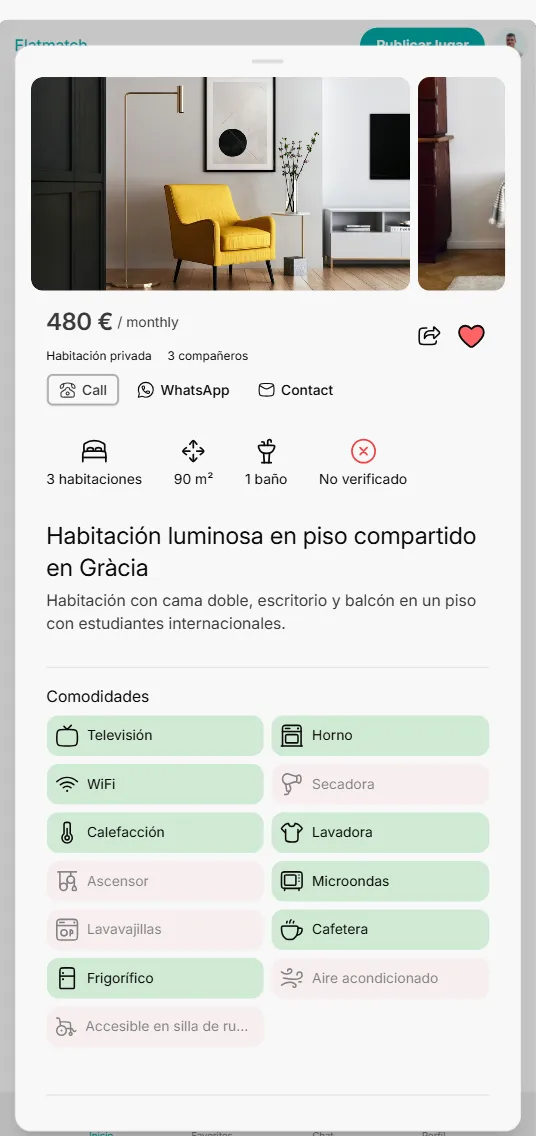 Flatmatch
Publicar lugar
480 € / monthly
Habitación privada 3 compañeros
Call WhatsApp Contact
3 habitaciones 90 m² 1 baño No verificado
Habitación luminosa en piso compartido
en Gràcia
Habitación con cama doble, escritorio y balcón en un piso
con estudiantes internacionales.
Comodidades
Televisión Horno
WiFi Secadora
Calefacción Lavadora
Ascensor Microondas
Lavavajillas Cafetera
Frigorífico Aire acondicionado
Accesible en silla de ru...
Inicio Favoritos Chat Perfil